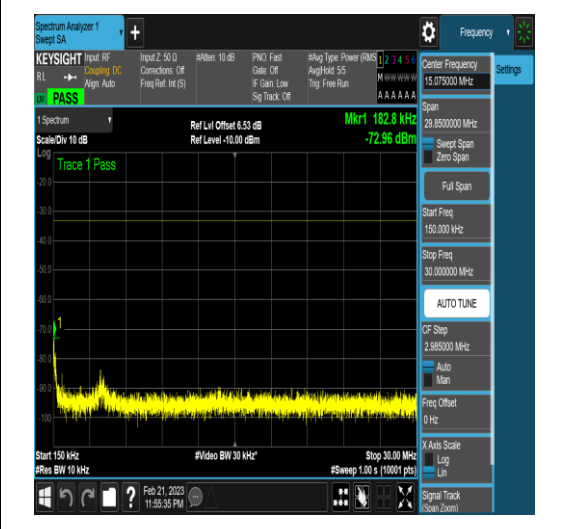 Spectrum Analyzer 1
Swept SA
+
Frequency
KEYSIGHT
Input: RF
Coupling: DC
Align: Auto
Input Z: 50 Ω
Corrections: Off
Freq Ref: Int (S)
#Atten: 10 dB
PNO: Fast
Gate: Off
IF Gain: Low
Sig Track: Off
#Avg Type: Power (RMS
Avg|Hold: 5/5
Trig: Free Run
1 2 3 4 5 6
M W W W W W
A A A A A A
RL
PASS
Center Frequency
15.075000 MHz
Settings
Span
29.8500000 MHz
Swept Span
Zero Span
Full Span
Start Freq
150.000 kHz
Stop Freq
30.000000 MHz
AUTO TUNE
CF Step
2.985000 MHz
Auto
Man
Freq Offset
0 Hz
X Axis Scale
Log
Lin
Signal Track
(Span Zoom)
1 Spectrum
Scale/Div 10 dB
Ref Lvl Offset 6.53 dB
Ref Level -10.00 dBm
Mkr1 182.8 kHz
-72.96 dBm
Log
Trace 1 Pass
-20.0
-30.0
-40.0
-50.0
-60.0
-70.0
1
-80.0
-90.0
-100
Start 150 kHz
#Res BW 10 kHz
#Video BW 30 kHz*
Stop 30.00 MHz
#Sweep 1.00 s (10001 pts)
?
Feb 21, 2023
11:55:35 PM